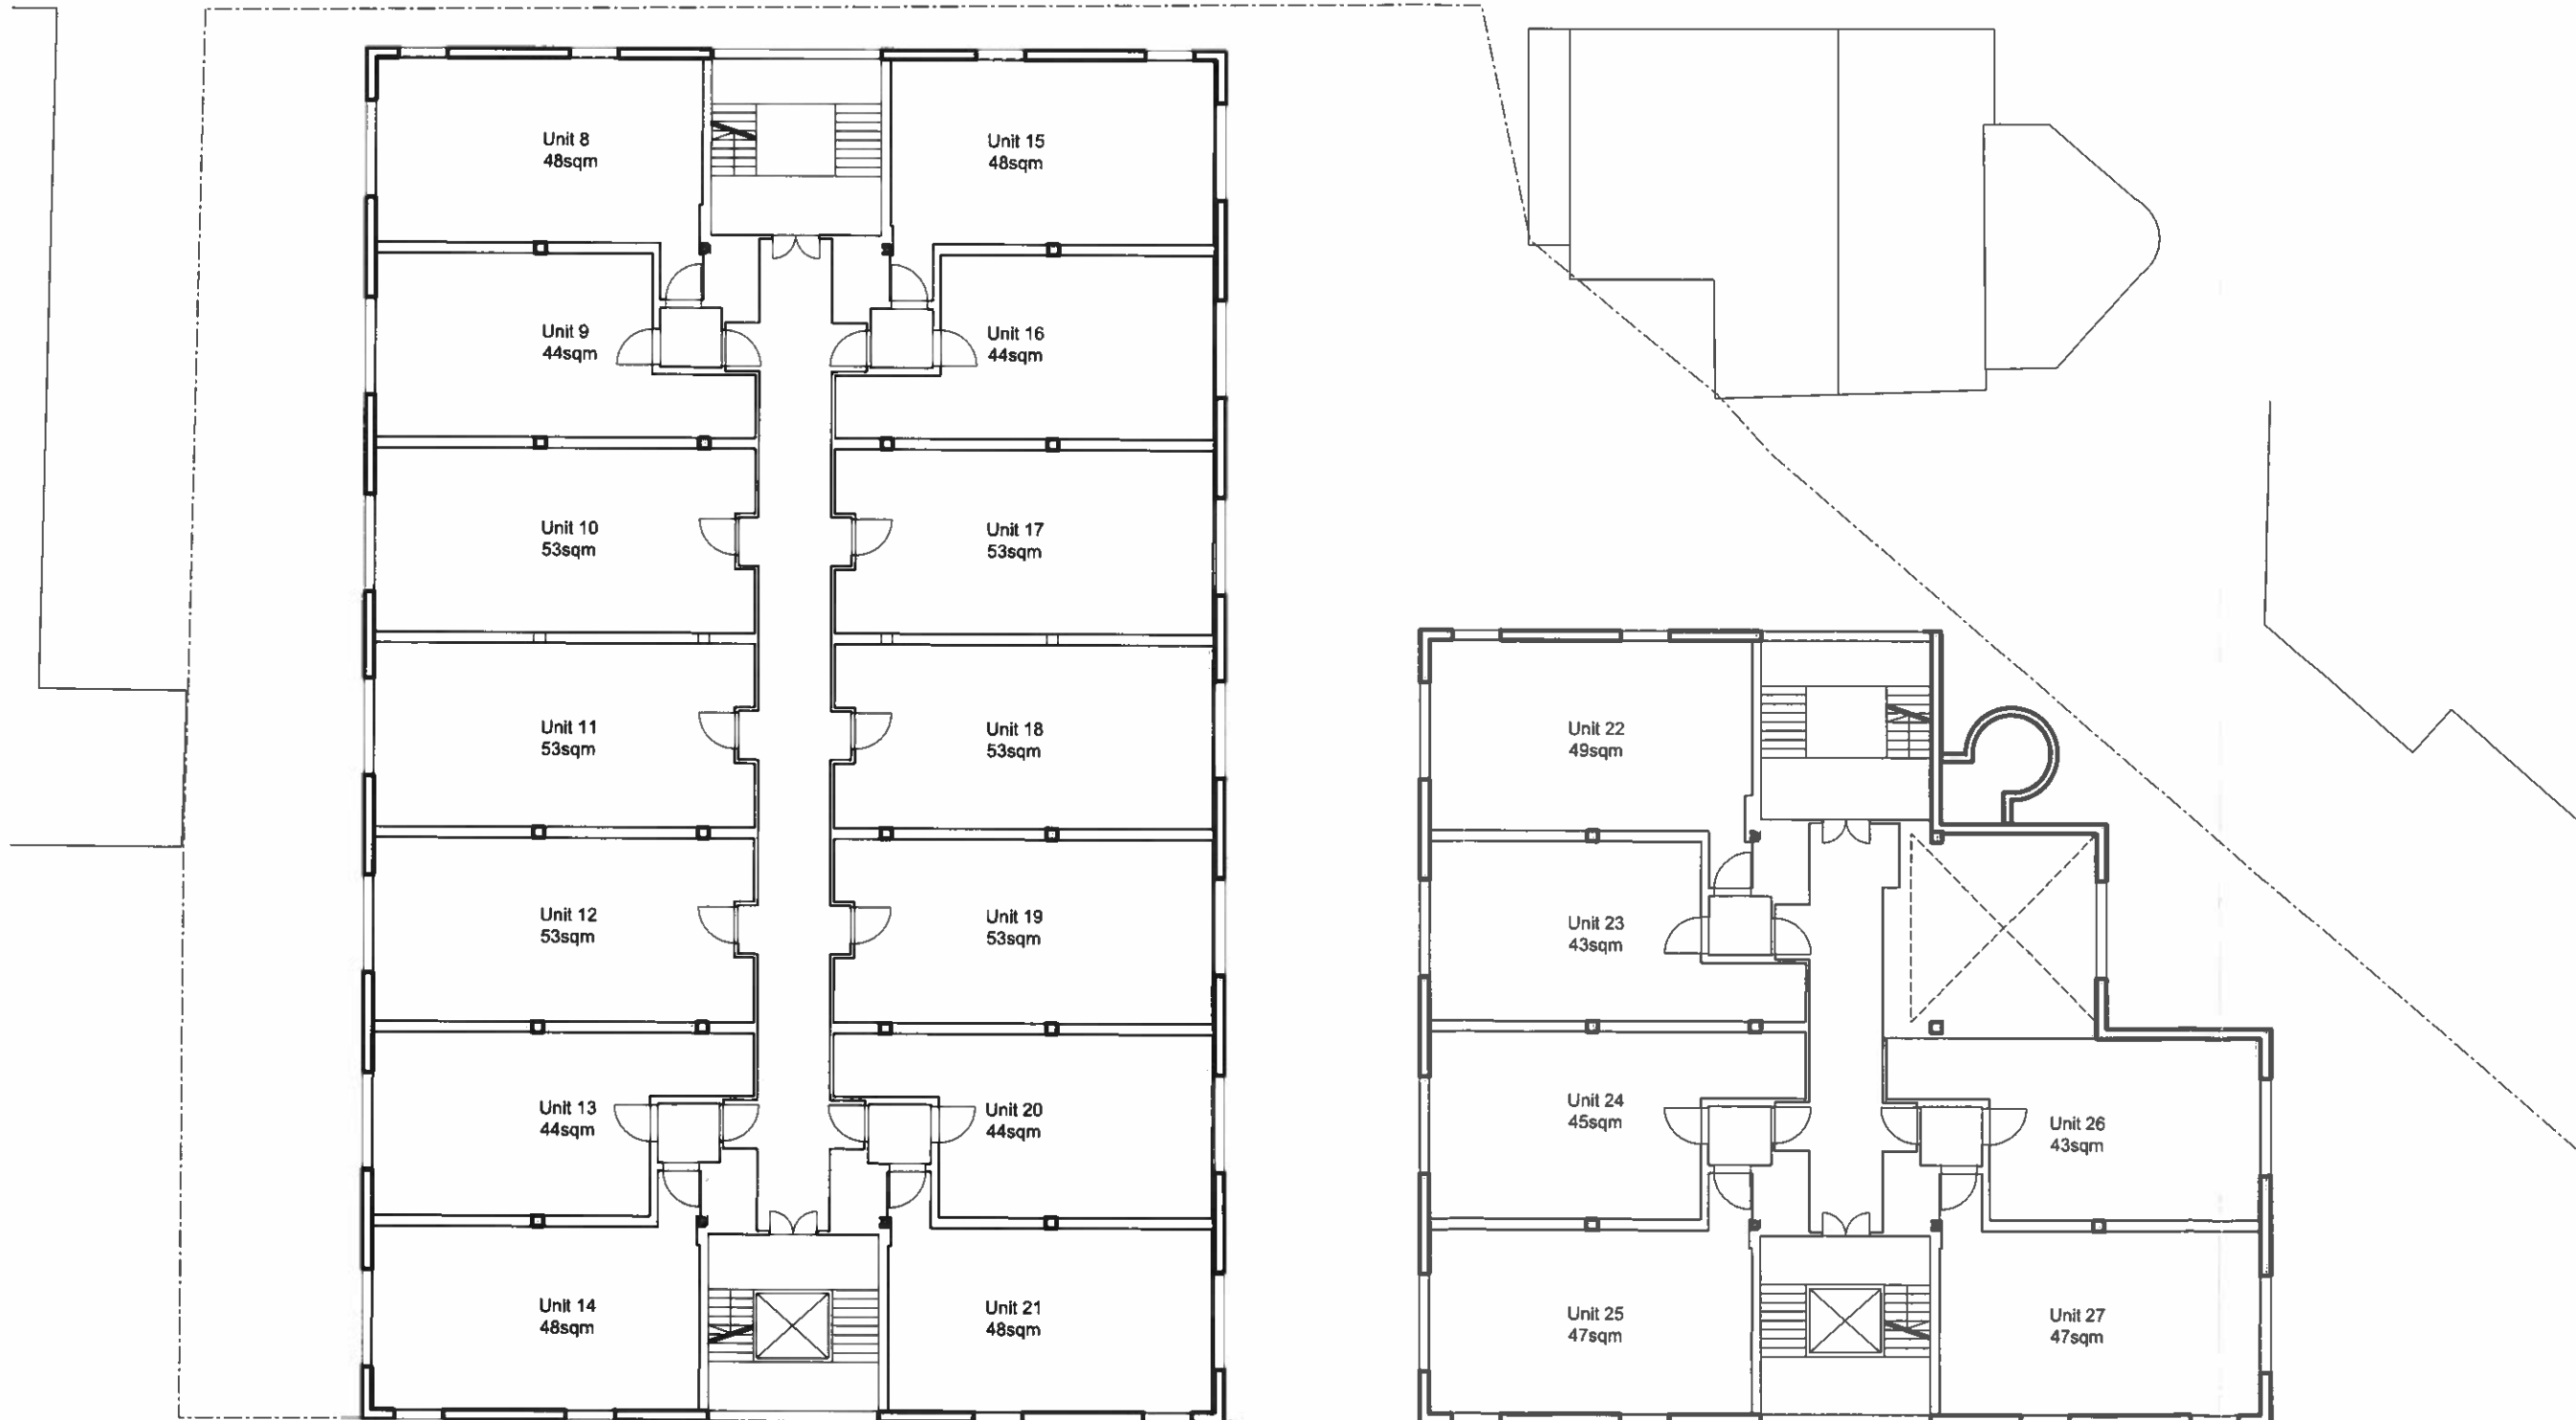 Unit 8
48sqm
Unit 15
48sqm
Unit 9
44sqm
Unit 16
44sqm
Unit 10
53sqm
Unit 17
53sqm
Unit 11
53sqm
Unit 18
53sqm
Unit 12
53sqm
Unit 19
53sqm
Unit 13
44sqm
Unit 20
44sqm
Unit 14
48sqm
Unit 21
48sqm
Unit 22
49sqm
Unit 23
43sqm
Unit 24
45sqm
Unit 26
43sqm
Unit 25
47sqm
Unit 27
47sqm